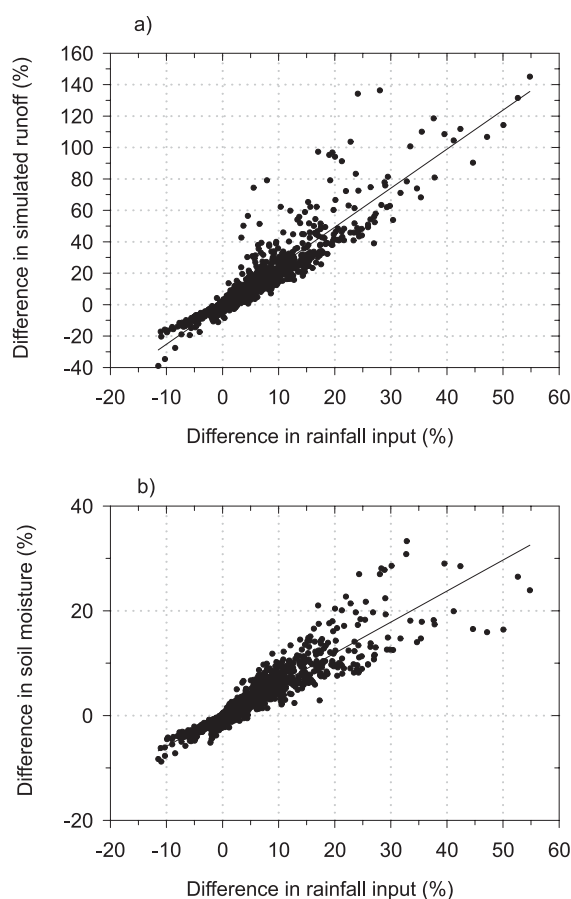 a)
160
140
120
100
80
60
40
20
0
-20
-40
Difference in simulated runoff (%)
-20 -10 0 10 20 30 40 50 60
Difference in rainfall input (%)
b)
40
20
0
-20
Difference in soil moisture (%)
-20 -10 0 10 20 30 40 50 60
Difference in rainfall input (%)